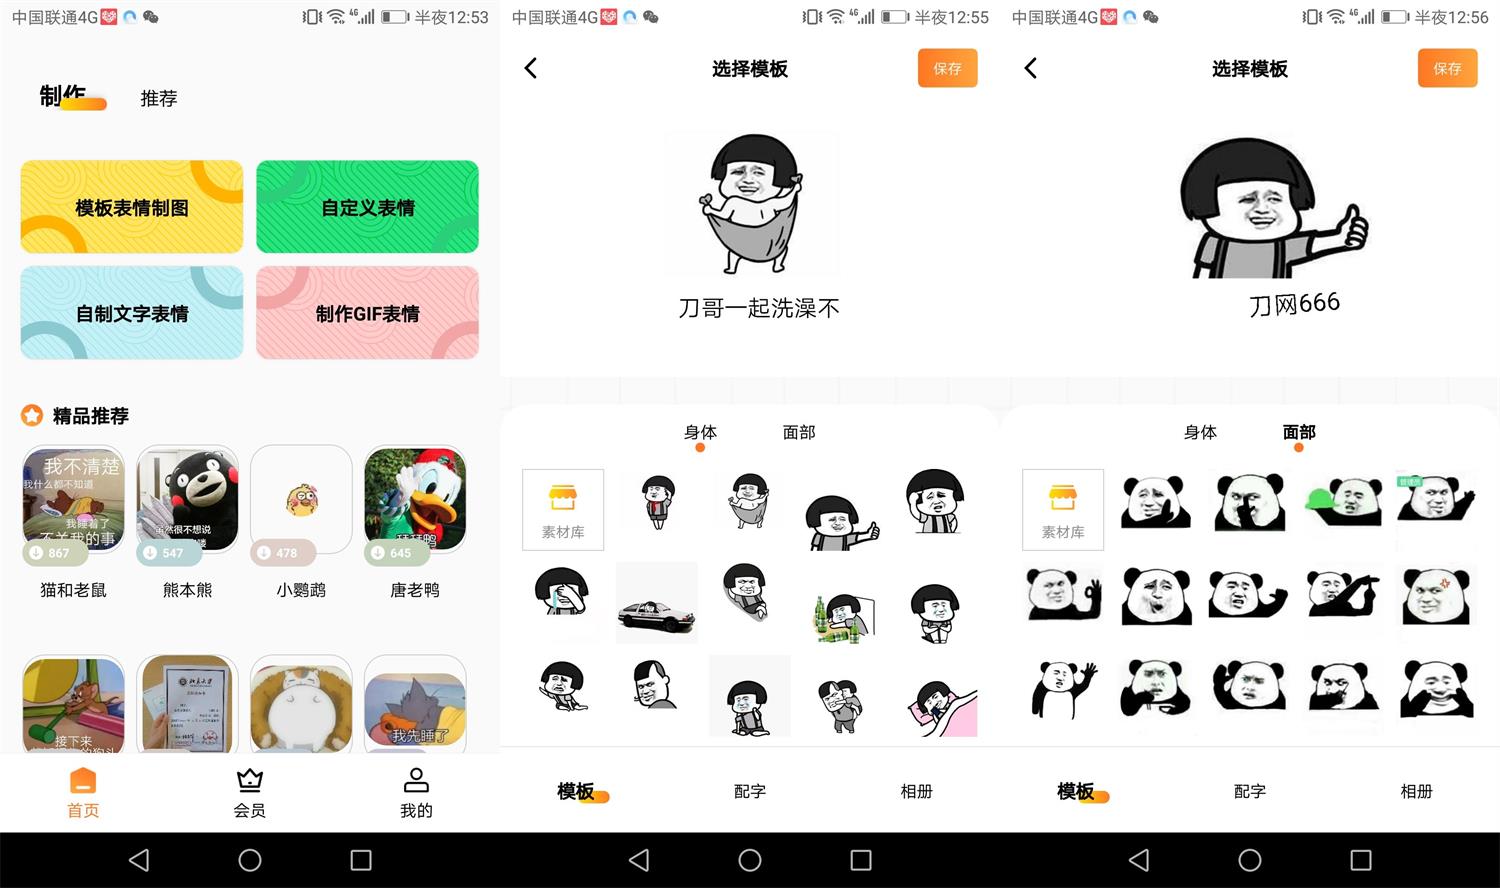 中国联通4G
4G
半夜12:53
制作
推荐
模板表情制图
自定义表情
自制文字表情
制作GIF表情
精品推荐
我不清楚
我什么都不知道
我睡着了
不关我的事
867
虽然很不想说
547
478
645
猫和老鼠
熊本熊
小鹦鹉
唐老鸭
接下来
我先睡了
首页
会员
我的
中国联通4G
4G
半夜12:55
选择模板
保存
刀哥一起洗澡不
身体
面部
素材库
模板
配字
相册
中国联通4G
4G
半夜12:56
选择模板
保存
刀网666
身体
面部
素材库
管理员
模板
配字
相册